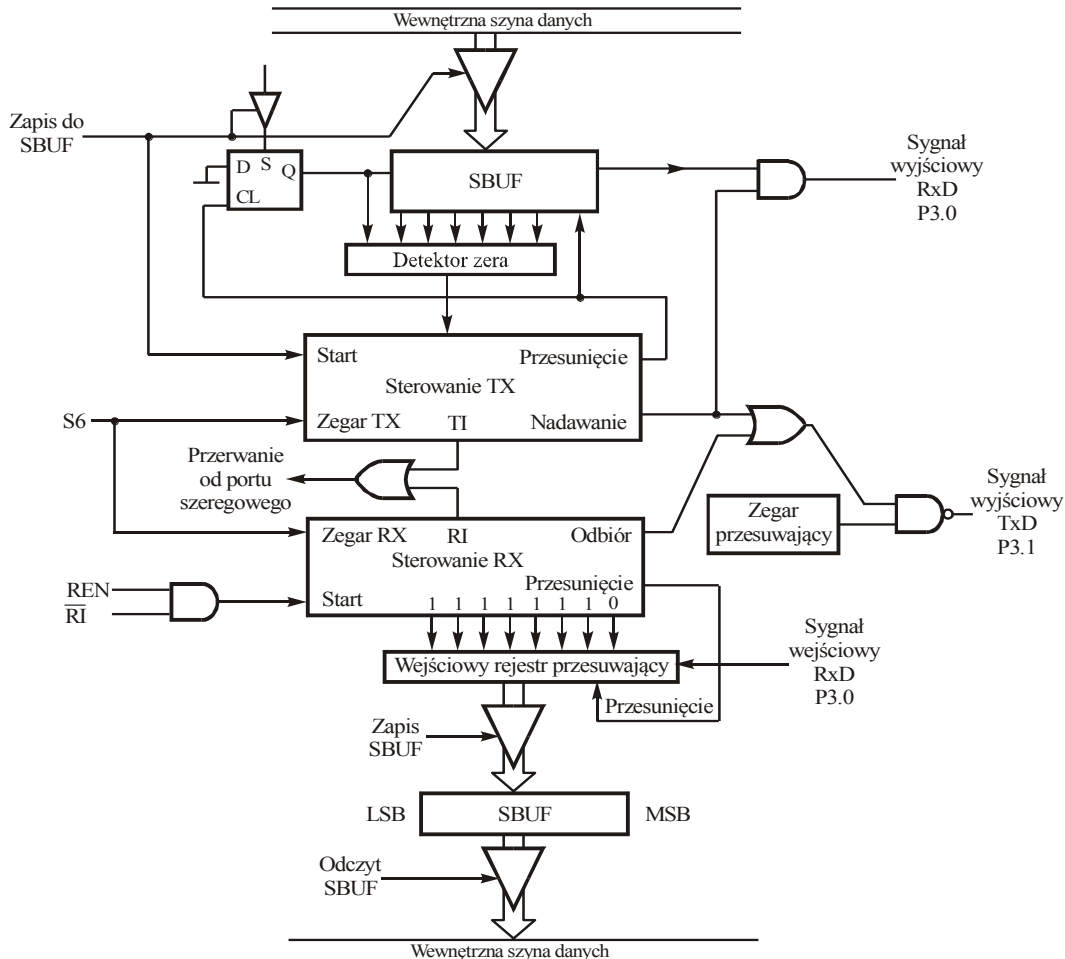 Wewnętrzna szyna danych
Zapis do
SBUF
D S Q
CL
SBUF
Sygnał
wyjściowy
RxD
P3.0
Detektor zera
Start
Przesunięcie
Sterowanie TX
S6
Zegar TX
TI
Nadawanie
Przerwanie
od portu
szeregowego
Zegar
przesuwający
Sygnał
wyjściowy
TxD
P3.1
Zegar RX
RI
Odbiór
Sterowanie RX
Przesunięcie
REN
RI
Start
1 1 1 1 1 1 1 0
Wejściowy rejestr przesuwający
Sygnał
wejściowy
RxD
P3.0
Przesunięcie
Zapis
SBUF
LSB
SBUF
MSB
Odczyt
SBUF
Wewnętrzna szyna danych